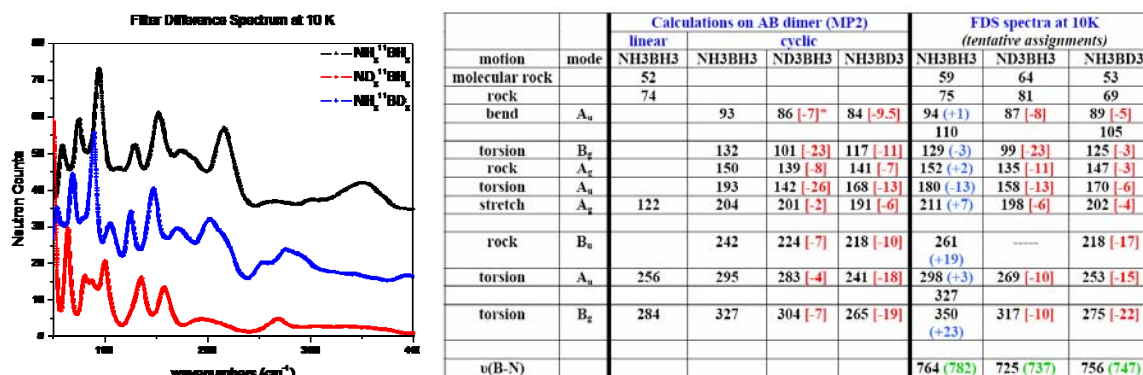 Filter Difference Spectrum at 10 K
NH₃¹¹BH₃
ND₃¹¹BH₃
NH₃¹¹BD₃
Neutron Counts
80
70
60
50
40
30
20
10
0
100 200 300 400
wavenumbers (cm⁻¹)
Calculations on AB dimer (MP2) FDS spectra at 10K
linear cyclic (tentative assignments)
motion mode NH3BH3 NH3BH3 ND3BH3 NH3BD3 NH3BH3 ND3BH3 NH3BD3
molecular rock 52 59 64 53
rock 74 75 81 69
bend Aᵤ 93 86 [-7]* 84 [-9.5] 94 (+1) 87 [-8] 89 [-5]
110 105
torsion B_g 132 101 [-23] 117 [-11] 129 (-3) 99 [-23] 125 [-3]
rock A_g 150 139 [-8] 141 [-7] 152 (+2) 135 [-11] 147 [-3]
torsion Aᵤ 193 142 [-26] 168 [-13] 180 (-13) 158 [-13] 170 [-6]
stretch A_g 122 204 201 [-2] 191 [-6] 211 (+7) 198 [-6] 202 [-4]
rock Bᵤ 242 224 [-7] 218 [-10] 261 ----- 218 [-17]
(+19)
torsion Aᵤ 256 295 283 [-4] 241 [-18] 298 (+3) 269 [-10] 253 [-15]
327
torsion B_g 284 327 304 [-7] 265 [-19] 350 317 [-10] 275 [-22]
(+23)
υ(B-N) 764 (782) 725 (737) 756 (747)